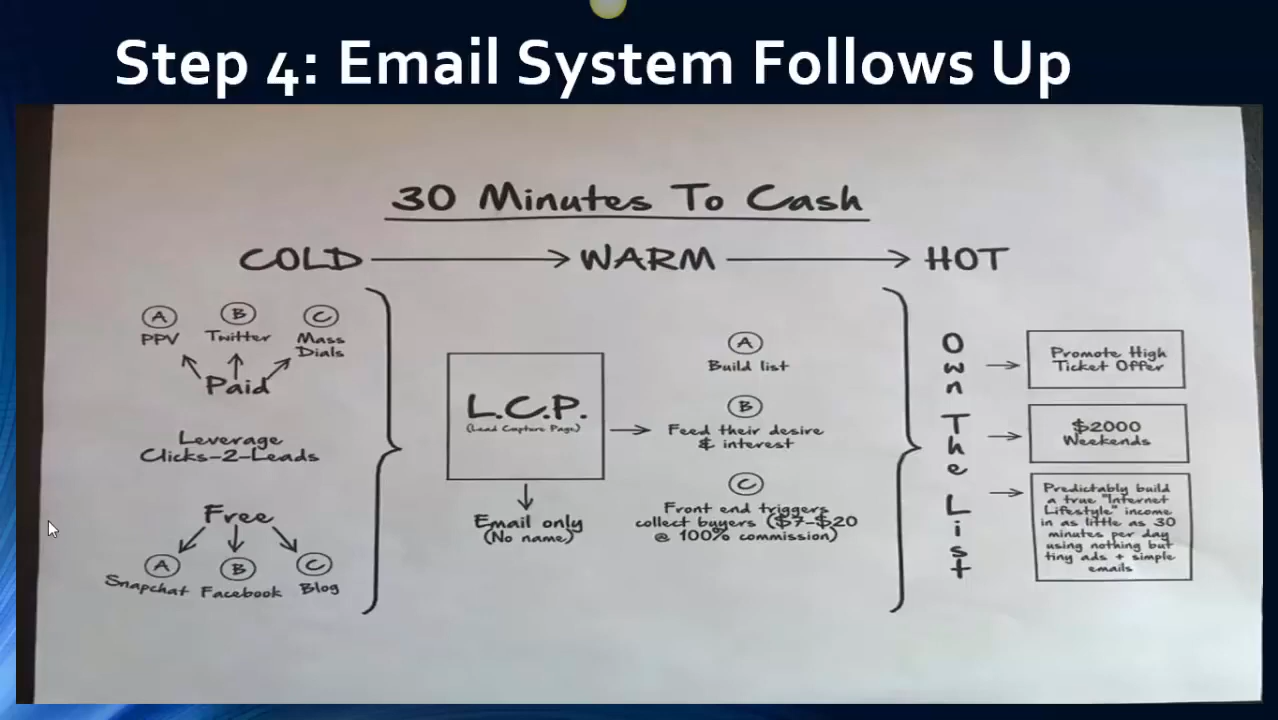 Step 4: Email System Follows Up
30 Minutes To Cash
COLD
WARM
HOT
A
PPV
B
Twitter
C
Mass
Dials
Paid
Leverage
Clicks-2-Leads
Free
A
Snapchat
B
Facebook
C
Blog
L.C.P.
(Lead Capture Page)
Email only
(No name)
A
Build list
B
Feed their desire
& interest
C
Front end triggers
collect buyers ($7-$20
@ 100% commission)
Own The List
Promote High
Ticket Offer
$2000
Weekends
Predictably build
a true "Internet
Lifestyle" income
in as little as 30
minutes per day
using nothing but
tiny ads + simple
emails